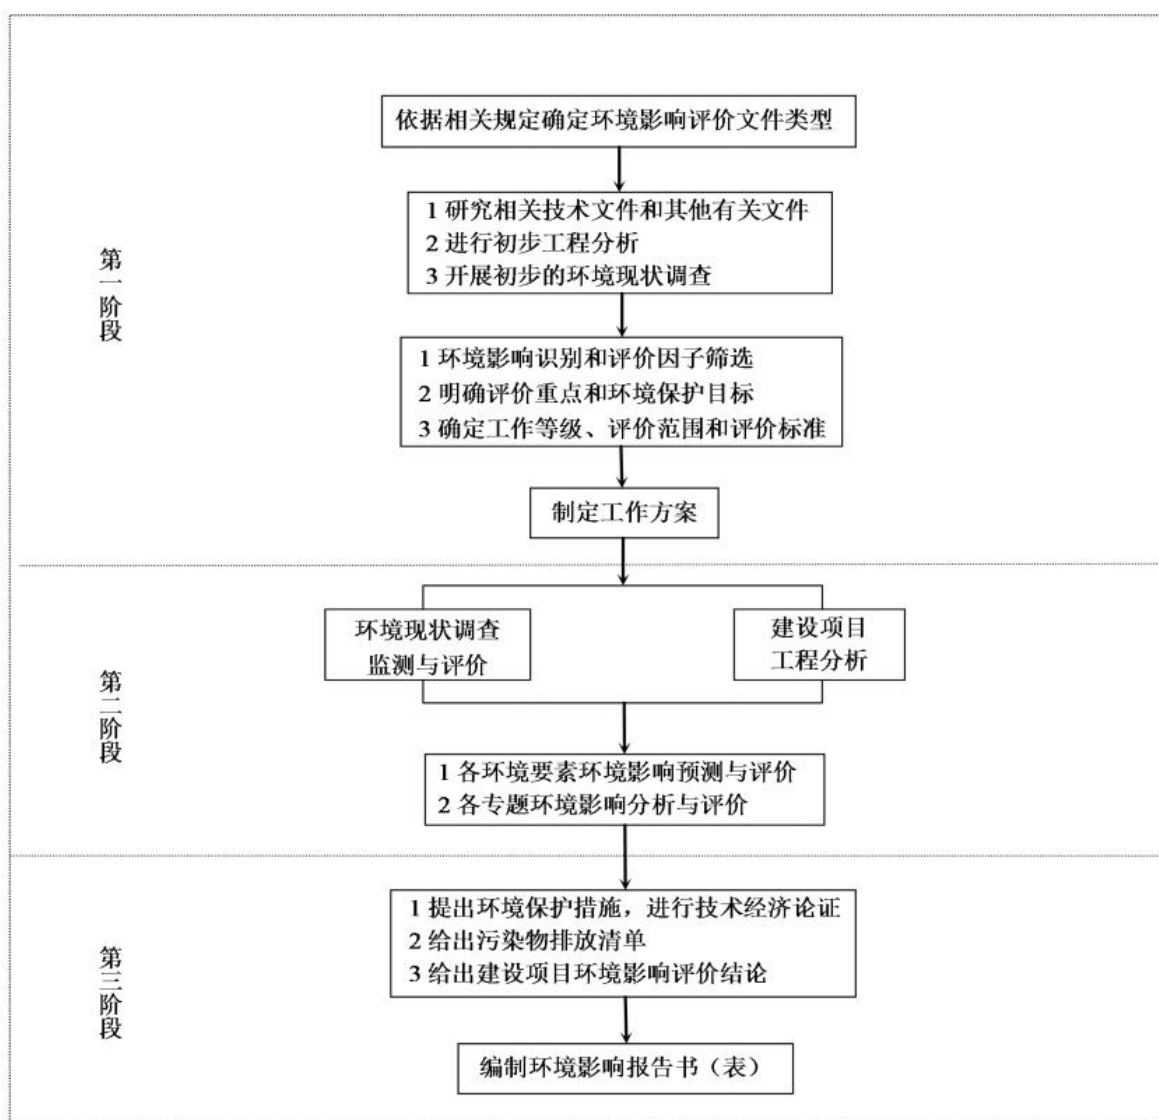 依据相关规定确定环境影响评价文件类型
1 研究相关技术文件和其他有关文件
2 进行初步工程分析
3 开展初步的环境现状调查
第一阶段
1 环境影响识别和评价因子筛选
2 明确评价重点和环境保护目标
3 确定工作等级、评价范围和评价标准
制定工作方案
环境现状调查
监测与评价
建设项目
工程分析
第二阶段
1 各环境要素环境影响预测与评价
2 各专题环境影响分析与评价
1 提出环境保护措施，进行技术经济论证
2 给出污染物排放清单
3 给出建设项目环境影响评价结论
第三阶段
编制环境影响报告书（表）